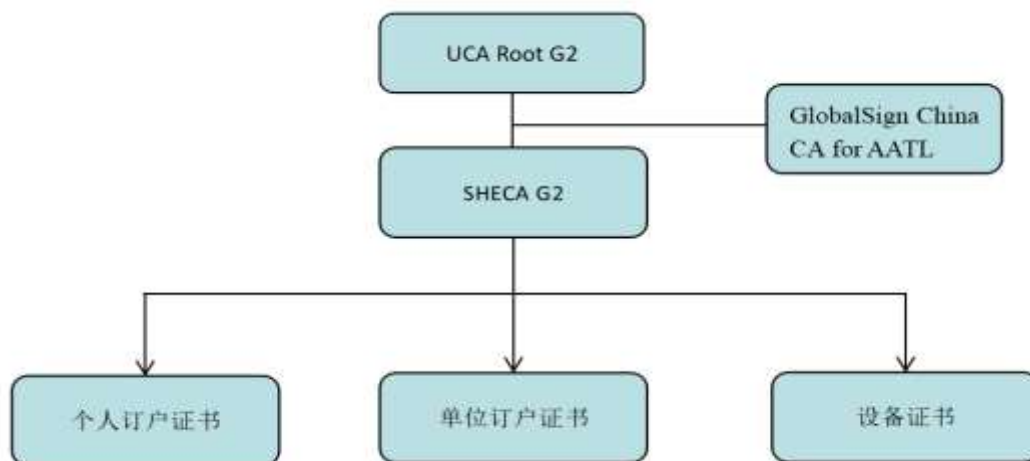 UCA Root G2
GlobalSign China
CA for AATL
SHECA G2
个人订户证书
单位订户证书
设备证书